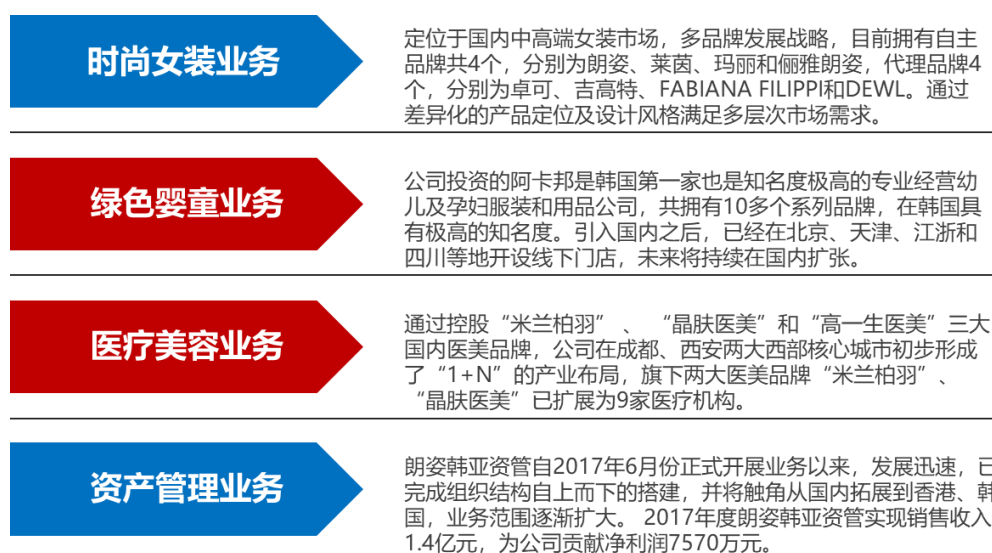 时尚女装业务
定位于国内中高端女装市场，多品牌发展战略，目前拥有自主
品牌共4个，分别为朗姿、莱茵、玛丽和俪雅朗姿，代理品牌4
个，分别为卓可、吉高特、FABIANA FILIPPI和DEWL。通过
差异化的产品定位及设计风格满足多层次市场需求。
绿色婴童业务
公司投资的阿卡邦是韩国第一家也是知名度极高的专业经营幼
儿及孕妇服装和用品公司，共拥有10多个系列品牌，在韩国具
有极高的知名度。引入国内之后，已经在北京、天津、江浙和
四川等地开设线下门店，未来将持续在国内扩张。
医疗美容业务
通过控股“米兰柏羽”、“晶肤医美”和“高一生医美”三大
国内医美品牌，公司在成都、西安两大西部核心城市初步形成
了“1+N”的产业布局，旗下两大医美品牌“米兰柏羽”、
“晶肤医美”已扩展为9家医疗机构。
资产管理业务
朗姿韩亚资管自2017年6月份正式开展业务以来，发展迅速，已
完成组织结构自上而下的搭建，并将触角从国内拓展到香港、韩
国，业务范围逐渐扩大。 2017年度朗姿韩亚资管实现销售收入
1.4亿元，为公司贡献净利润7570万元。